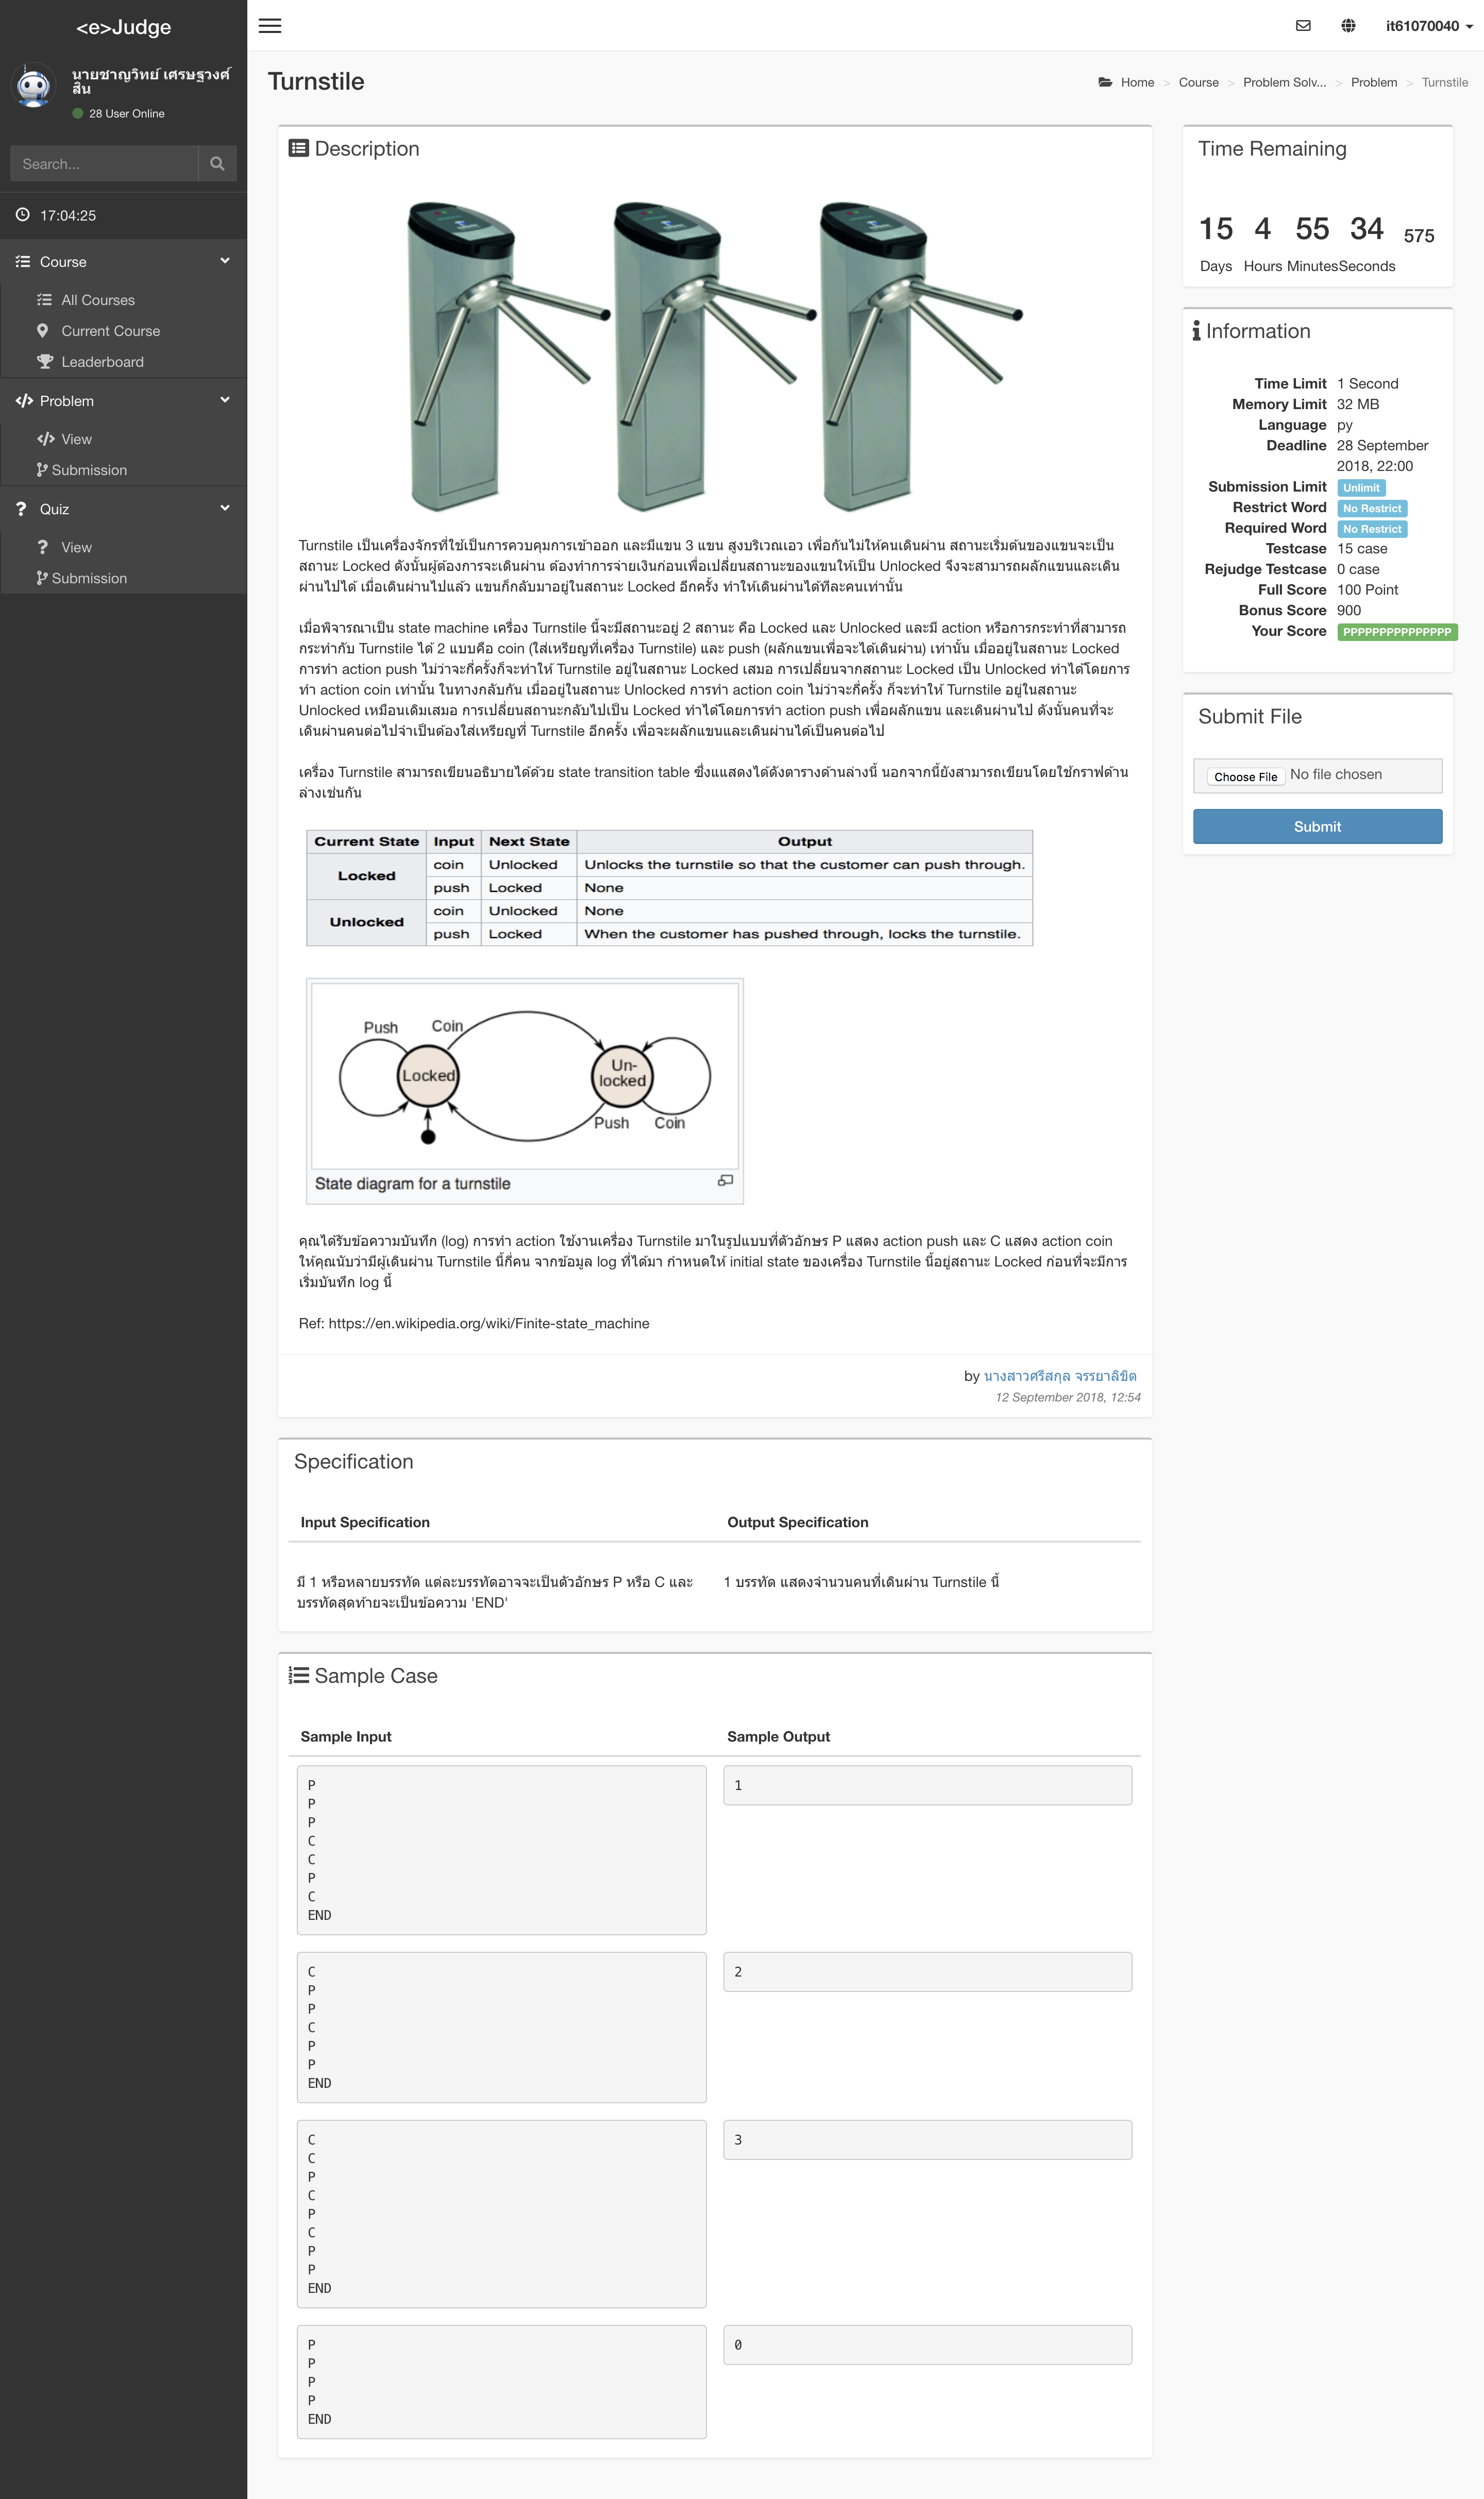 <e>Judge
นายชาญวิทย์ เศรษฐวงศ์
สิน
28 User Online
Search...
17:04:25
Course
All Courses
Current Course
Leaderboard
Problem
View
Submission
Quiz
View
Submission
it61070040
Turnstile
Home > Course > Problem Solv... > Problem > Turnstile
Description
Turnstile เป็นเครื่องจักรที่ใช้เป็นการควบคุมการเข้าออก และมีแขน 3 แขน สูงบริเวณเอว เพื่อกันไม่ให้คนเดินผ่าน สถานะเริ่มต้นของแขนจะเป็น
สถานะ Locked ดังนั้นผู้ต้องการจะเดินผ่าน ต้องทำการจ่ายเงินก่อนเพื่อเปลี่ยนสถานะของแขนให้เป็น Unlocked จึงจะสามารถผลักแขนและเดิน
ผ่านไปได้ เมื่อเดินผ่านไปแล้ว แขนก็กลับมาอยู่ในสถานะ Locked อีกครั้ง ทำให้เดินผ่านได้ทีละคนเท่านั้น
เมื่อพิจารณาเป็น state machine เครื่อง Turnstile นี้จะมีสถานะอยู่ 2 สถานะ คือ Locked และ Unlocked และมี action หรือการกระทำที่สามารถ
กระทำกับ Turnstile ได้ 2 แบบคือ coin (ใส่เหรียญที่เครื่อง Turnstile) และ push (ผลักแขนเพื่อจะได้เดินผ่าน) เท่านั้น เมื่ออยู่ในสถานะ Locked
การทำ action push ไม่ว่าจะกี่ครั้งก็จะทำให้ Turnstile อยู่ในสถานะ Locked เสมอ การเปลี่ยนจากสถานะ Locked เป็น Unlocked ทำได้โดยการ
ทำ action coin เท่านั้น ในทางกลับกัน เมื่ออยู่ในสถานะ Unlocked การทำ action coin ไม่ว่าจะกี่ครั้ง ก็จะทำให้ Turnstile อยู่ในสถานะ
Unlocked เหมือนเดิมเสมอ การเปลี่ยนสถานะกลับไปเป็น Locked ทำได้โดยการทำ action push เพื่อผลักแขน และเดินผ่านไป ดังนั้นคนที่จะ
เดินผ่านคนต่อไปจำเป็นต้องใส่เหรียญที่ Turnstile อีกครั้ง เพื่อจะผลักแขนและเดินผ่านได้เป็นคนต่อไป
เครื่อง Turnstile สามารถเขียนอธิบายได้ด้วย state transition table ซึ่งแแสดงได้ดังตารางด้านล่างนี้ นอกจากนี้ยังสามารถเขียนโดยใช้กราฟด้าน
ล่างเช่นกัน
Current State Input Next State Output
Locked coin Unlocked Unlocks the turnstile so that the customer can push through.
push Locked None
Unlocked coin Unlocked None
push Locked When the customer has pushed through, locks the turnstile.
Push Coin
Locked
Un-
locked
Push Coin
State diagram for a turnstile
คุณได้รับข้อความบันทึก (log) การทำ action ใช้งานเครื่อง Turnstile มาในรูปแบบที่ตัวอักษร P แสดง action push และ C แสดง action coin
ให้คุณนับว่ามีผู้เดินผ่าน Turnstile นี้กี่คน จากข้อมูล log ที่ได้มา กำหนดให้ initial state ของเครื่อง Turnstile นี้อยู่สถานะ Locked ก่อนที่จะมีการ
เริ่มบันทึก log นี้
Ref: https://en.wikipedia.org/wiki/Finite-state_machine
by นางสาวศรีสกุล จรรยาลิขิต
12 September 2018, 12:54
Specification
Input Specification Output Specification
มี 1 หรือหลายบรรทัด แต่ละบรรทัดอาจจะเป็นตัวอักษร P หรือ C และ
บรรทัดสุดท้ายจะเป็นข้อความ 'END'
1 บรรทัด แสดงจำนวนคนที่เดินผ่าน Turnstile นี้
Sample Case
Sample Input Sample Output
P
P
P
C
C
P
C
END
1
C
P
P
C
P
P
END
2
C
C
P
C
P
C
P
P
END
3
P
P
P
P
END
0
Time Remaining
15 4 55 34 575
Days Hours Minutes Seconds
Information
Time Limit 1 Second
Memory Limit 32 MB
Language py
Deadline 28 September
2018, 22:00
Submission Limit Unlimit
Restrict Word No Restrict
Required Word No Restrict
Testcase 15 case
Rejudge Testcase 0 case
Full Score 100 Point
Bonus Score 900
Your Score PPPPPPPPPPPPPPP
Submit File
Choose File No file chosen
Submit